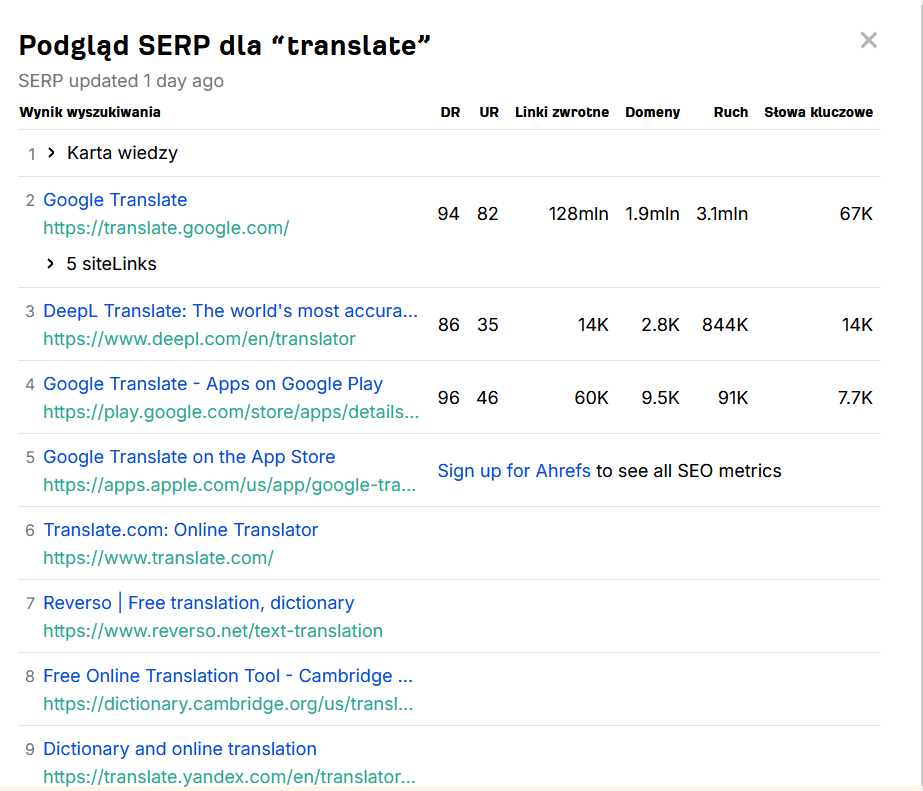 Podgląd SERP dla “translate”
SERP updated 1 day ago
Wynik wyszukiwania DR UR Linki zwrotne Domeny Ruch Słowa kluczowe
1 Karta wiedzy
2 Google Translate
https://translate.google.com/
94 82 128mln 1.9mln 3.1mln 67K
5 siteLinks
3 DeepL Translate: The world's most accura...
https://www.deepl.com/en/translator
86 35 14K 2.8K 844K 14K
4 Google Translate - Apps on Google Play
https://play.google.com/store/apps/details...
96 46 60K 9.5K 91K 7.7K
5 Google Translate on the App Store
https://apps.apple.com/us/app/google-tra...
Sign up for Ahrefs to see all SEO metrics
6 Translate.com: Online Translator
https://www.translate.com/
7 Reverso | Free translation, dictionary
https://www.reverso.net/text-translation
8 Free Online Translation Tool - Cambridge ...
https://dictionary.cambridge.org/us/transl...
9 Dictionary and online translation
https://translate.yandex.com/en/translator...